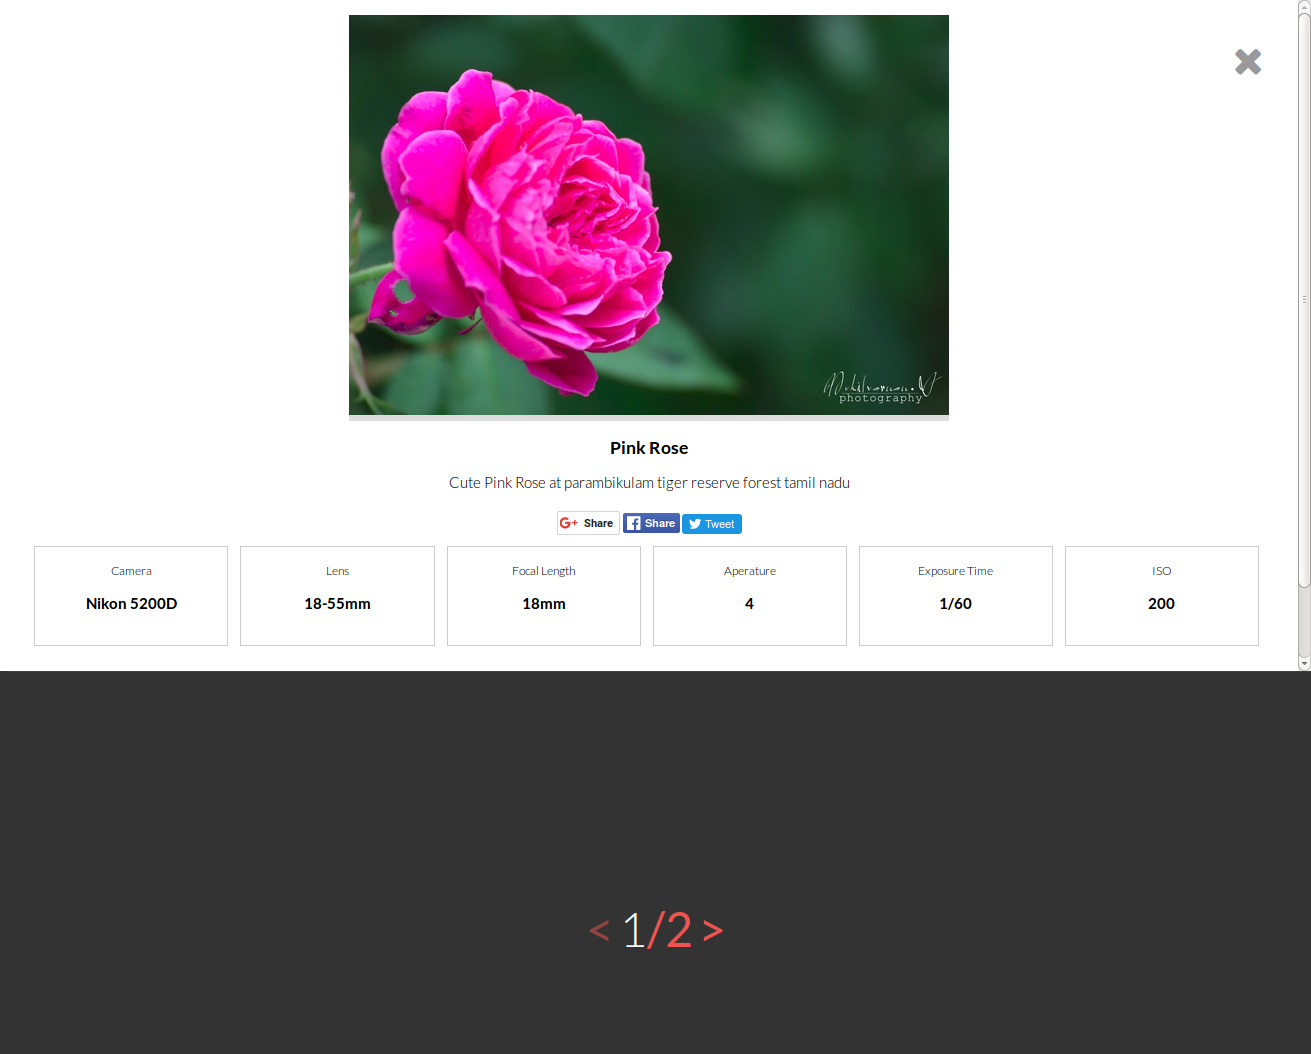 photography
Pink Rose
Cute Pink Rose at parambikulam tiger reserve forest tamil nadu
G+ Share Share Tweet
Camera Lens Focal Length Aperature Exposure Time ISO
Nikon 5200D 18-55mm 18mm 4 1/60 200
< 1/2 >